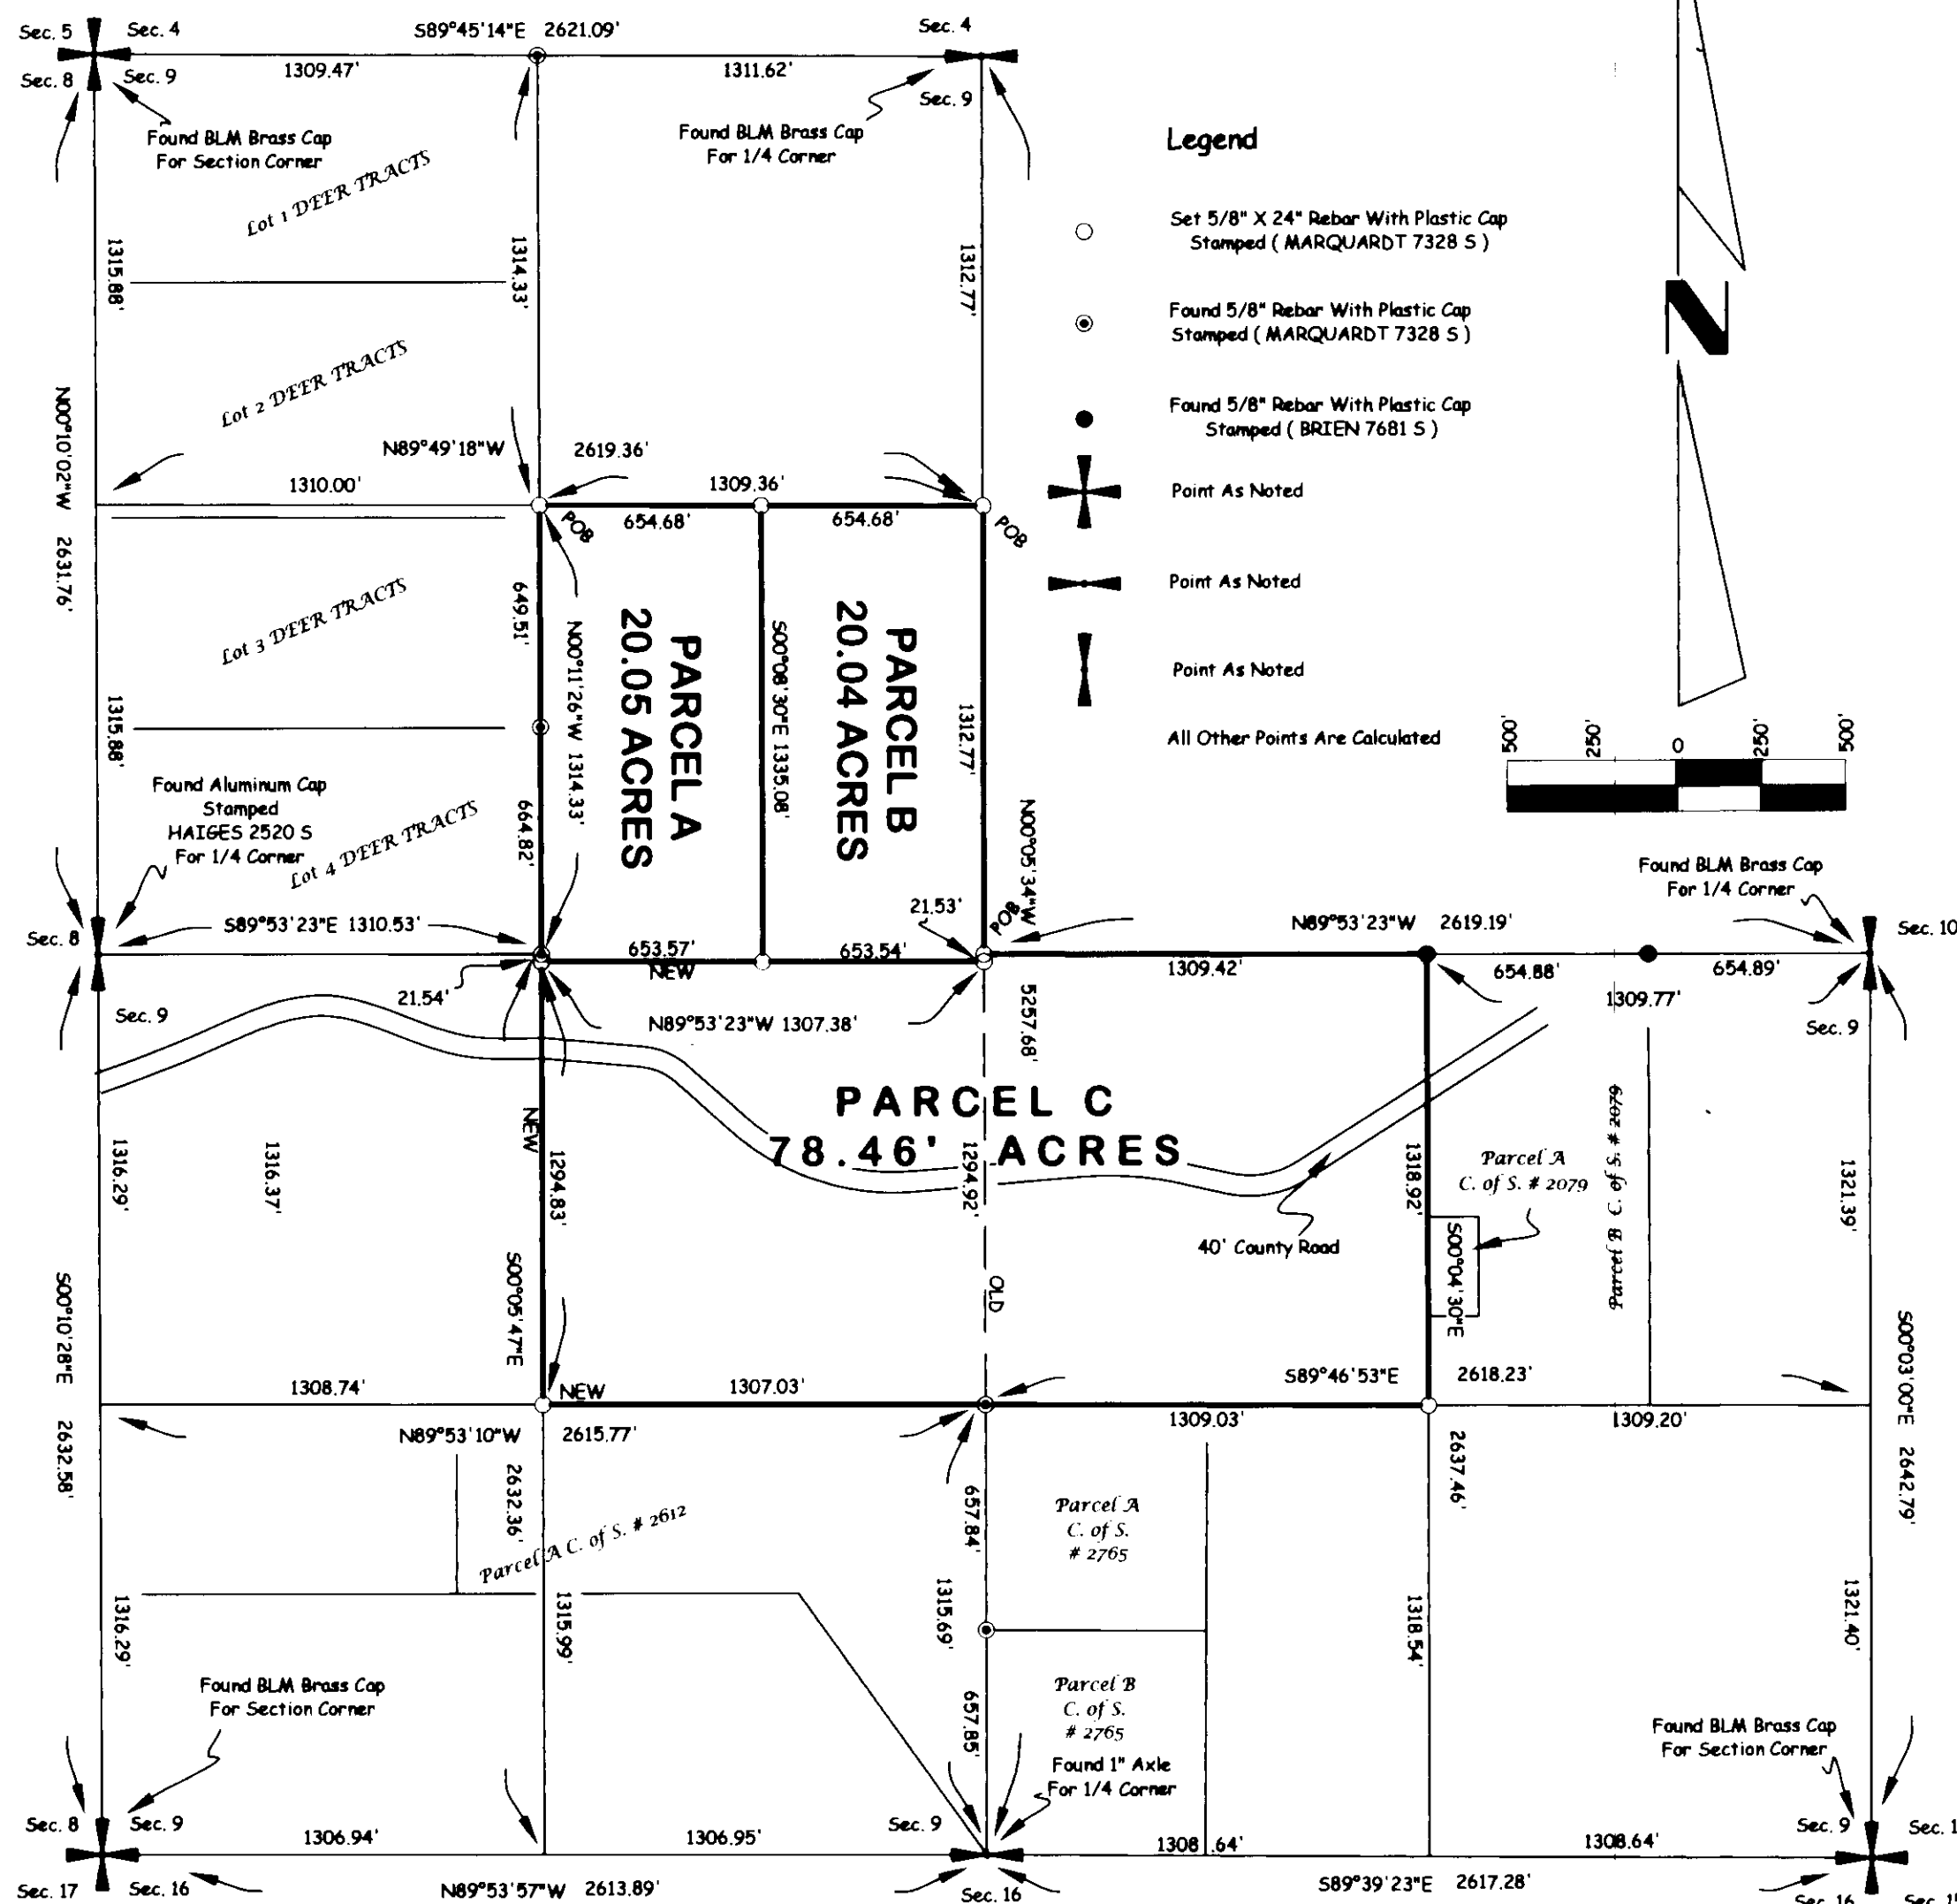 Sec. 5
Sec. 4
S89°45'14"E 2621.09'
Sec. 4
Sec. 8
Sec. 9
1309.47'
1311.62'
Sec. 9
Found BLM Brass Cap
For Section Corner
Found BLM Brass Cap
For 1/4 Corner
Lot 1 DEER TRACTS
1315.88'
1314.33'
1312.77'
Lot 2 DEER TRACTS
N00°10'02"W 2631.76'
N89°49'18"W 2619.36'
1310.00'
1309.36'
654.68'
654.68'
POB
POB
Legend
Set 5/8" X 24" Rebar With Plastic Cap
Stamped ( MARQUARDT 7328 S )
Found 5/8" Rebar With Plastic Cap
Stamped ( MARQUARDT 7328 S )
Found 5/8" Rebar With Plastic Cap
Stamped ( BRIEN 7681 S )
Point As Noted
Point As Noted
Point As Noted
All Other Points Are Calculated
N
500'
250'
0
250'
500'
Lot 3 DEER TRACTS
649.51'
N00°11'26"W 1314.33'
PARCEL A
20.05 ACRES
S00°08'30"E 1335.08'
PARCEL B
20.04 ACRES
1312.77'
1315.88'
664.82'
Found Aluminum Cap
Stamped
HAIGES 2520 S
For 1/4 Corner
Lot 4 DEER TRACTS
N00°05'34"W 5257.68'
Found BLM Brass Cap
For 1/4 Corner
Sec. 8
S89°53'23"E 1310.53'
21.53'
POB
N89°53'23"W 2619.19'
Sec. 10
653.57'
NEW
653.54'
1309.42'
654.88'
654.89'
21.54'
1309.77'
Sec. 9
N89°53'23"W 1307.38'
Sec. 9
PARCEL C
78.46' ACRES
NEW
1316.29'
1316.37'
1294.83'
1294.92'
1318.92'
Parcel A
C. of S. # 2079
Parcel B C. of S. # 2079
1321.39'
40' County Road
OLD
S00°05'47"E 2632.36'
S00°04'30"E 2637.46'
S00°10'28"E 2632.58'
S00°03'00"E 2642.79'
1308.74'
NEW
1307.03'
S89°46'53"E 2618.23'
1309.03'
1309.20'
N89°53'10"W 2615.77'
Parcel A C. of S. # 2612
657.84'
Parcel A
C. of S.
# 2765
1316.29'
1315.99'
1315.69'
1318.54'
1321.40'
Found BLM Brass Cap
For Section Corner
657.85'
Parcel B
C. of S.
# 2765
Found 1" Axle
For 1/4 Corner
Found BLM Brass Cap
For Section Corner
Sec. 8
Sec. 9
1306.94'
1306.95'
Sec. 9
1308.64'
1308.64'
Sec. 9
Sec. 1
Sec. 17
Sec. 16
N89°53'57"W 2613.89'
Sec. 16
S89°39'23"E 2617.28'
Sec. 16
Sec. 1